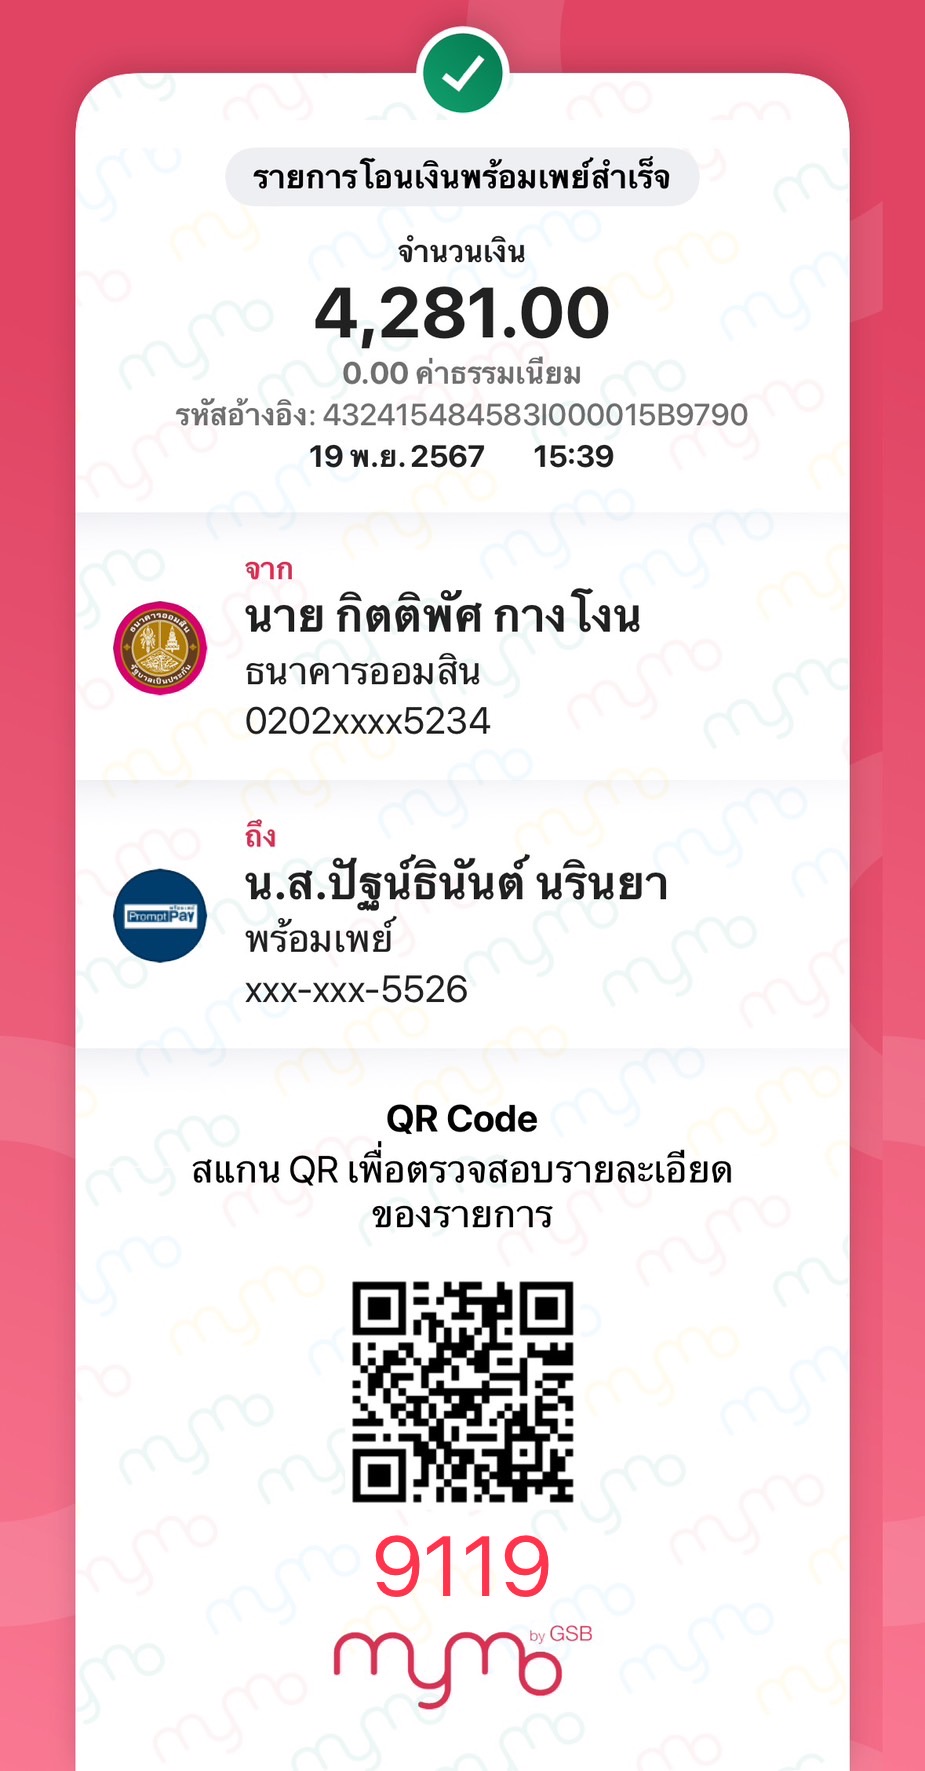 รายการโอนเงินพร้อมเพย์สำเร็จ
จำนวนเงิน
4,281.00
0.00 ค่าธรรมเนียม
รหัสอ้างอิง: 432415484583I000015B9790
19 พ.ย. 2567 15:39
จาก
นาย กิตติพัศ กางโงน
ธนาคารออมสิน
0202xxxx5234
ถึง
น.ส.ปัฐน์ธินันต์ นรินยา
พร้อมเพย์
PromptPay
พร้อมเพย์
xxx-xxx-5526
QR Code
สแกน QR เพื่อตรวจสอบรายละเอียด
ของรายการ
9119
mymo by GSB